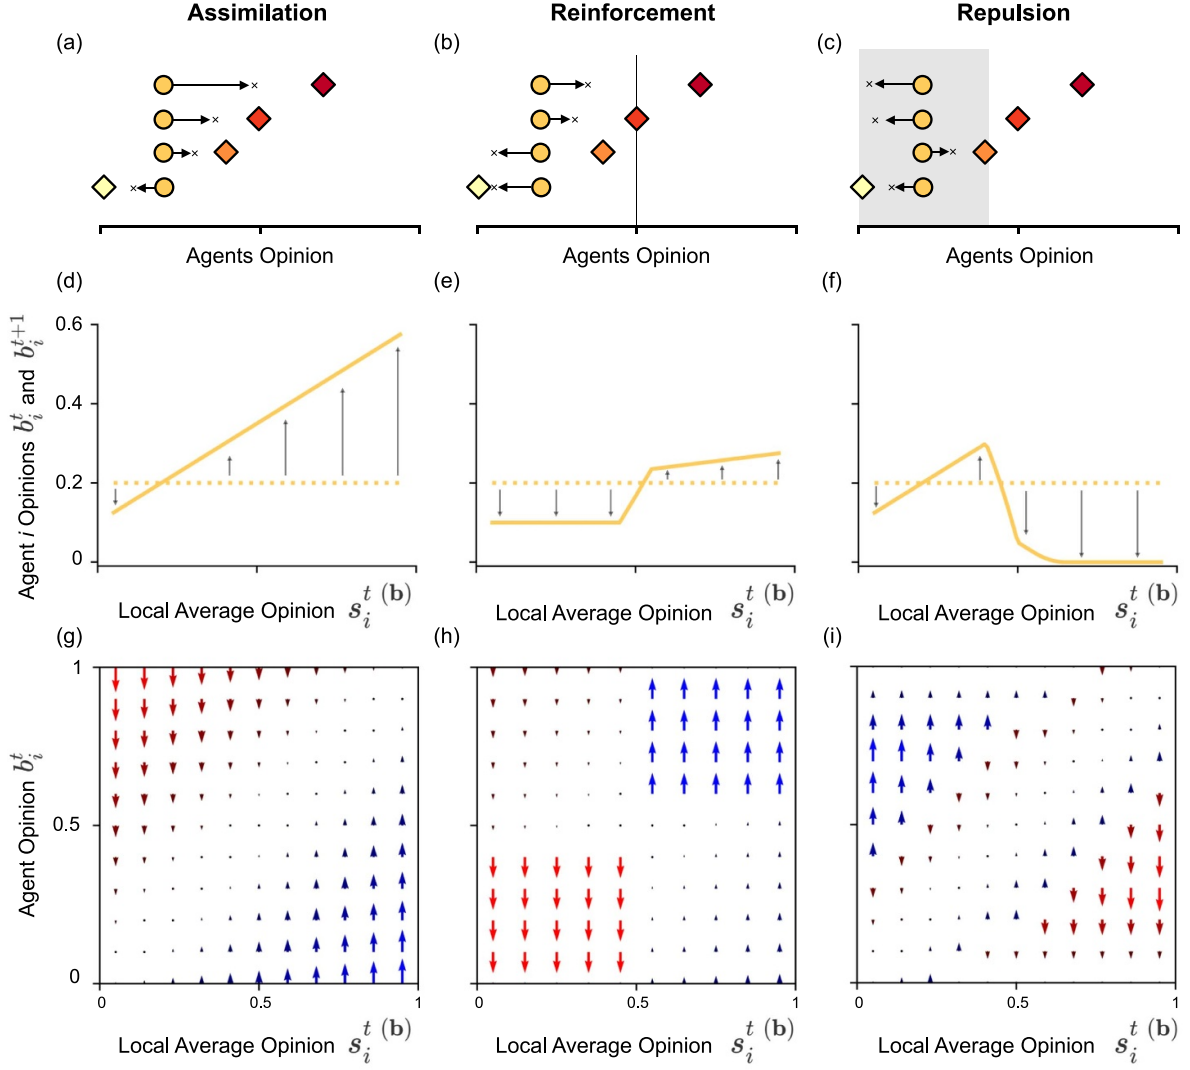 Assimilation
Reinforcement
Repulsion
(a)
(b)
(c)
Agents Opinion
Agents Opinion
Agents Opinion
(d)
(e)
(f)
Agent i Opinions b_i^t and b_i^{t+1}
0.6
0.4
0.2
0
Local Average Opinion s_i^t (b)
Local Average Opinion s_i^t (b)
Local Average Opinion s_i^t (b)
(g)
(h)
(i)
Agent Opinion b_i^t
1
0.5
0
0 0.5 1
0 0.5 1
0 0.5 1
Local Average Opinion s_i^t (b)
Local Average Opinion s_i^t (b)
Local Average Opinion s_i^t (b)